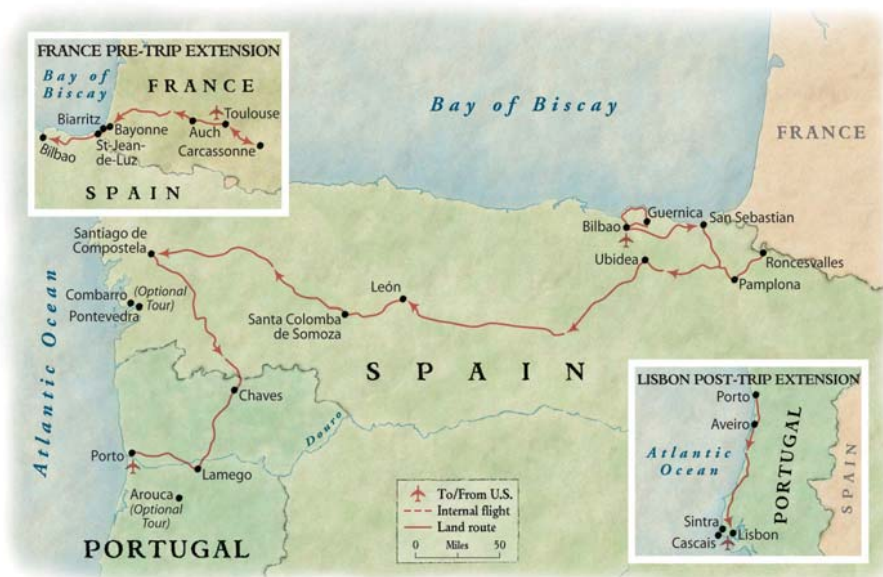 FRANCE PRE-TRIP EXTENSION
Bay of
Biscay
FRANCE
Toulouse
Biarritz
Bayonne
Auch
St-Jean-
de-Luz
Carcassonne
Bilbao
SPAIN
Bay of Biscay
FRANCE
Guernica
San Sebastian
Bilbao
Santiago de
Compostela
Ubidea
Roncesvalles
Pamplona
León
Combarro
(Optional
Tour)
Pontevedra
Santa Colomba
de Somoza
SPAIN
Atlantic Ocean
Chaves
Douro
Porto
Lamego
Arouca
(Optional
Tour)
PORTUGAL
To/From U.S.
Internal flight
Land route
0 Miles 50
LISBON POST-TRIP EXTENSION
Porto
Aveiro
Atlantic
Ocean
PORTUGAL
SPAIN
Sintra
Lisbon
Cascais